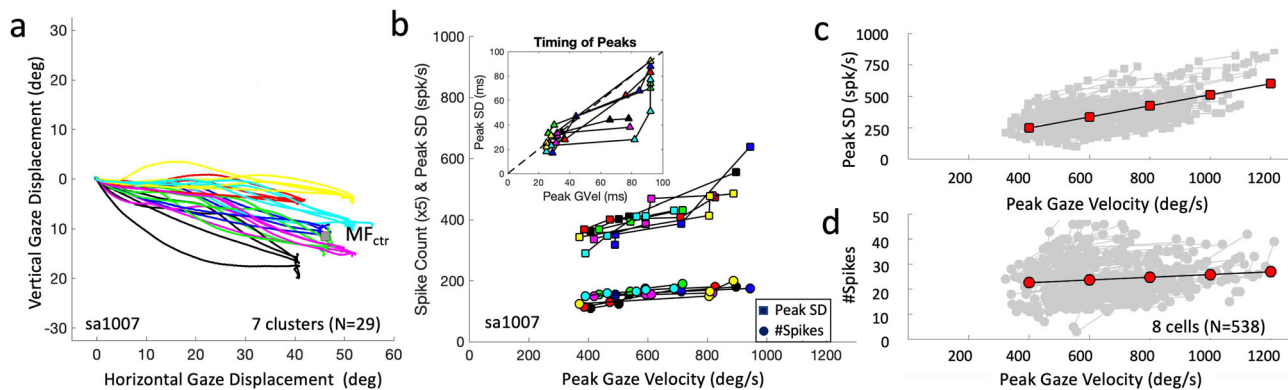 a
Vertical Gaze Displacement (deg)
30
20
10
0
10
20
-30
0
10
20
30
40
50
60
Horizontal Gaze Displacement (deg)
MFctr
7 clusters (N=29)
b
Spike Count (x5) & Peak SD (spk/s)
1000
800
600
400
200
0
Timing of Peaks
Peak SD (ms)
100
80
60
40
20
0
0
20
40
60
80
100
Peak GVel (ms)
sa1007
Peak SD
#Spikes
200
400
600
800
1000
1200
Peak Gaze Velocity (deg/s)
c
Peak SD (spk/s)
1000
750
500
250
0
200
400
600
800
1000
1200
Peak Gaze Velocity (deg/s)
d
#Spikes
50
40
30
20
10
0
8 cells (N=538)
200
400
600
800
1000
1200
Peak Gaze Velocity (deg/s)
sa1007